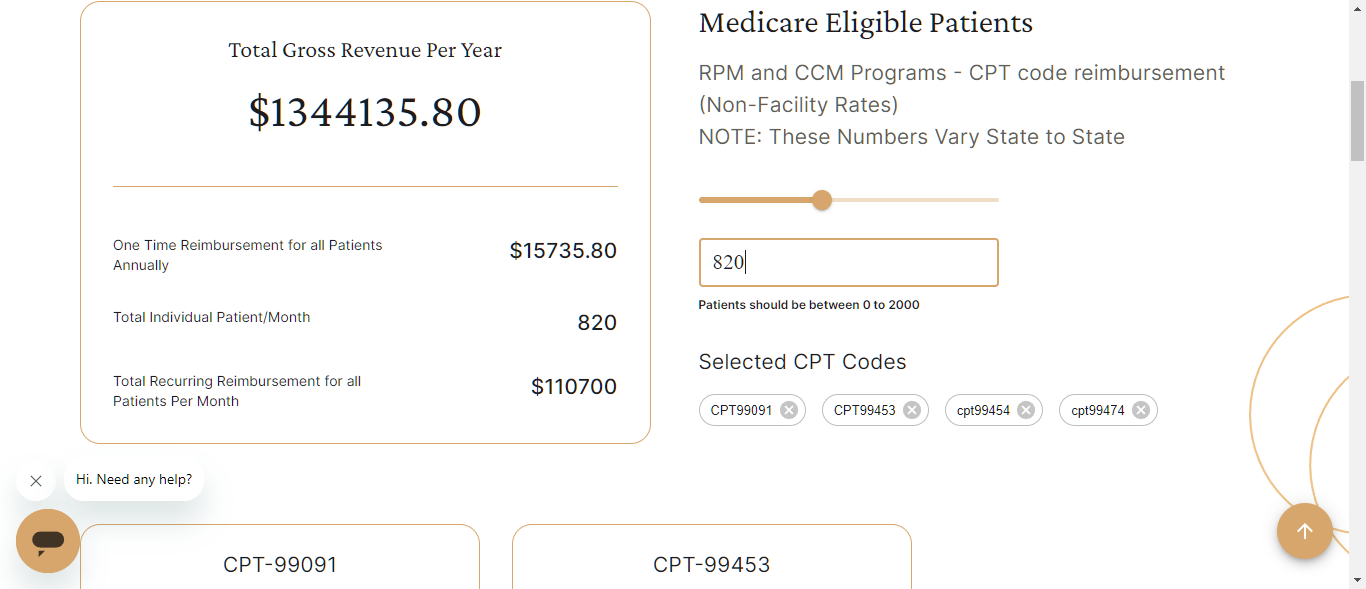 Total Gross Revenue Per Year
$1344135.80
One Time Reimbursement for all Patients
Annually
$15735.80
Total Individual Patient/Month
820
Total Recurring Reimbursement for all
Patients Per Month
$110700
Medicare Eligible Patients
RPM and CCM Programs - CPT code reimbursement
(Non-Facility Rates)
NOTE: These Numbers Vary State to State
820
Patients should be between 0 to 2000
Selected CPT Codes
CPT99091
CPT99453
cpt99454
cpt99474
Hi. Need any help?
CPT-99091
CPT-99453